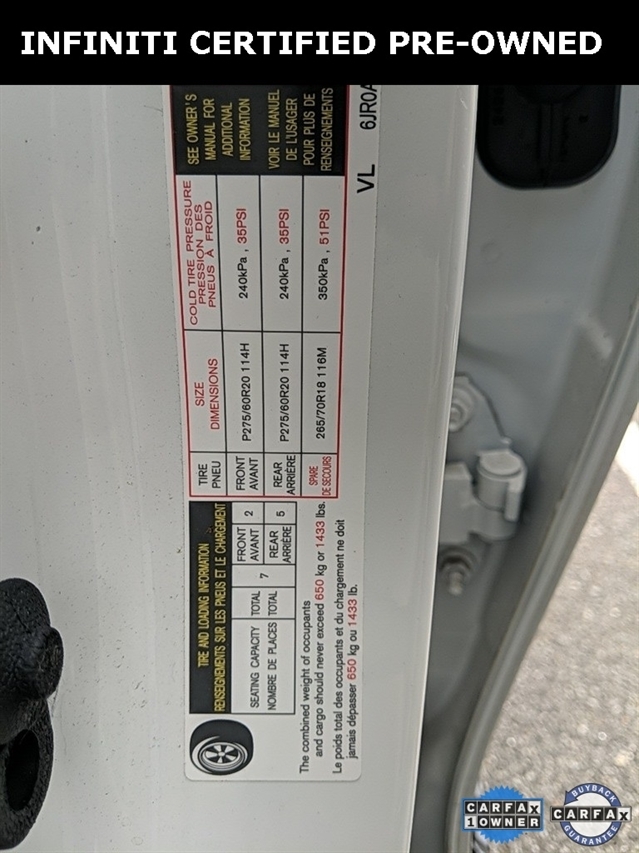 INFINITI CERTIFIED PRE-OWNED
TIRE AND LOADING INFORMATION
RENSEIGNEMENTS SUR LES PNEUS ET LE CHARGEMENT
SEATING CAPACITY TOTAL 7 FRONT AVANT 2 REAR ARRIÈRE 5
NOMBRE DE PLACES TOTAL
The combined weight of occupants
and cargo should never exceed 650 kg or 1433 lbs.
Le poids total des occupants et du chargement ne doit
jamais dépasser 650 kg ou 1433 lb.
TIRE
PNEU
SIZE
DIMENSIONS
COLD TIRE PRESSURE
PRESSION DES
PNEUS À FROID
FRONT
AVANT
P275/60R20 114H
240kPa , 35PSI
REAR
ARRIÈRE
P275/60R20 114H
240kPa , 35PSI
SPARE
DE SECOURS
265/70R18 116M
350kPa , 51PSI
SEE OWNER'S
MANUAL FOR
ADDITIONAL
INFORMATION
VOIR LE MANUEL
DE L'USAGER
POUR PLUS DE
RENSEIGNEMENTS
VL 6JR0A
CARFAX
1 OWNER
BUYBACK
CARFAX
GUARANTEE